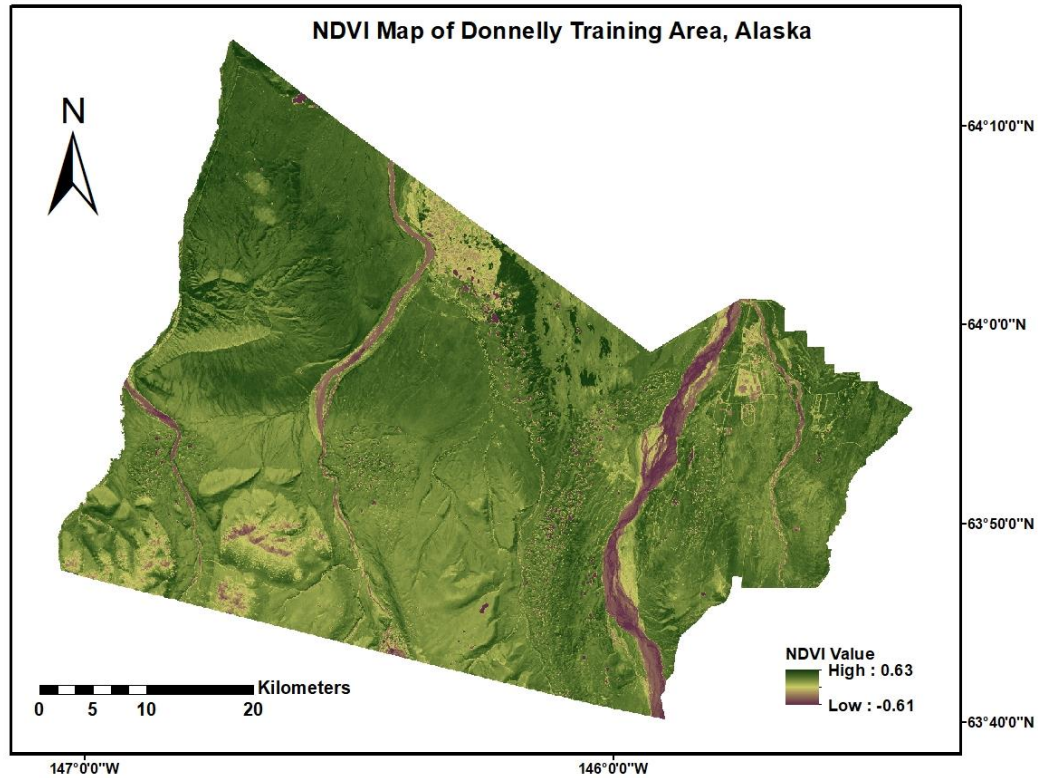 NDVI Map of Donnelly Training Area, Alaska
N
64°10'0"N
64°0'0"N
63°50'0"N
NDVI Value
High : 0.63
Low : -0.61
Kilometers
0 5 10 20
63°40'0"N
147°0'0"W 146°0'0"W